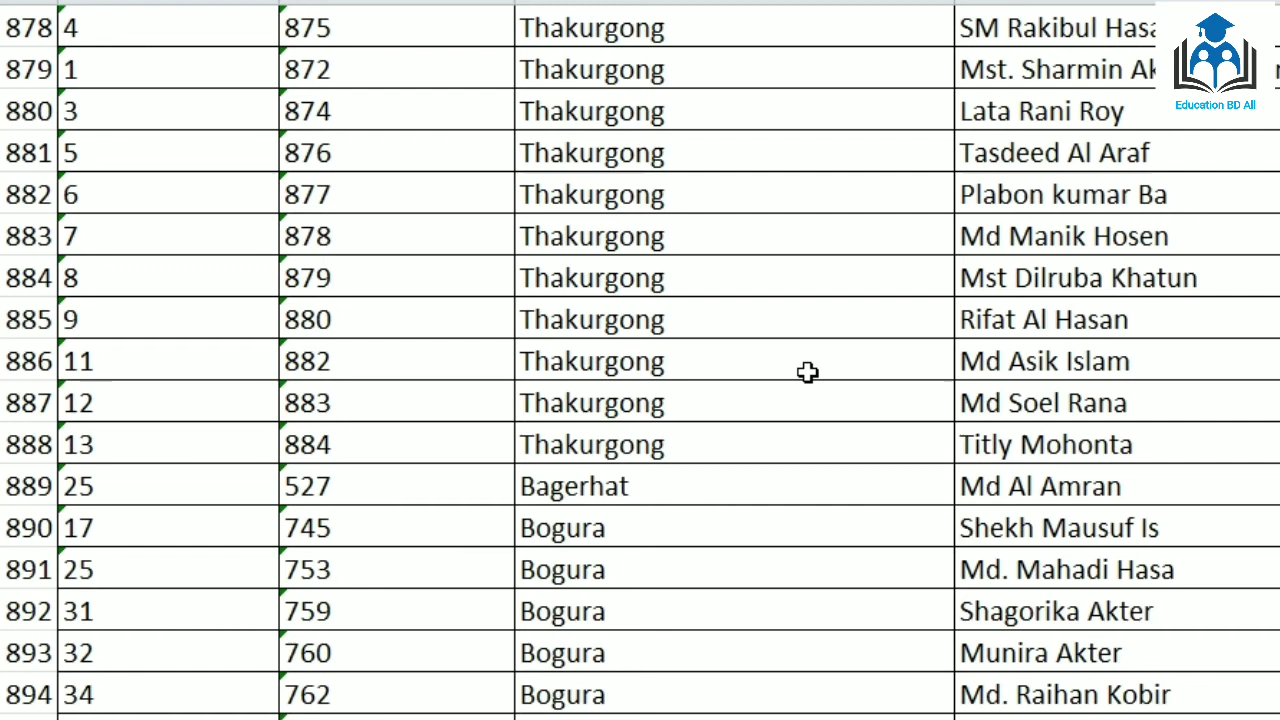 878 4 875 Thakurgong SM Rakibul Hasa
879 1 872 Thakurgong Mst. Sharmin Ak
880 3 874 Thakurgong Lata Rani Roy
881 5 876 Thakurgong Tasdeed Al Araf
882 6 877 Thakurgong Plabon kumar Ba
883 7 878 Thakurgong Md Manik Hosen
884 8 879 Thakurgong Mst Dilruba Khatun
885 9 880 Thakurgong Rifat Al Hasan
886 11 882 Thakurgong Md Asik Islam
887 12 883 Thakurgong Md Soel Rana
888 13 884 Thakurgong Titly Mohonta
889 25 527 Bagerhat Md Al Amran
890 17 745 Bogura Shekh Mausuf Is
891 25 753 Bogura Md. Mahadi Hasa
892 31 759 Bogura Shagorika Akter
893 32 760 Bogura Munira Akter
894 34 762 Bogura Md. Raihan Kobir
Education BD All